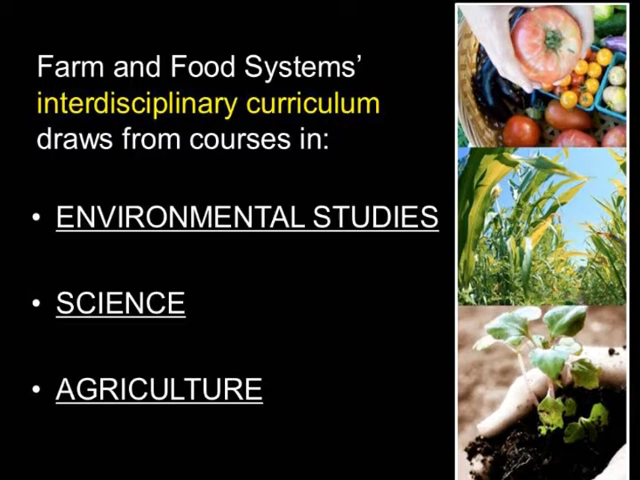 Farm and Food Systems’
interdisciplinary curriculum
draws from courses in:
• ENVIRONMENTAL STUDIES
• SCIENCE
• AGRICULTURE